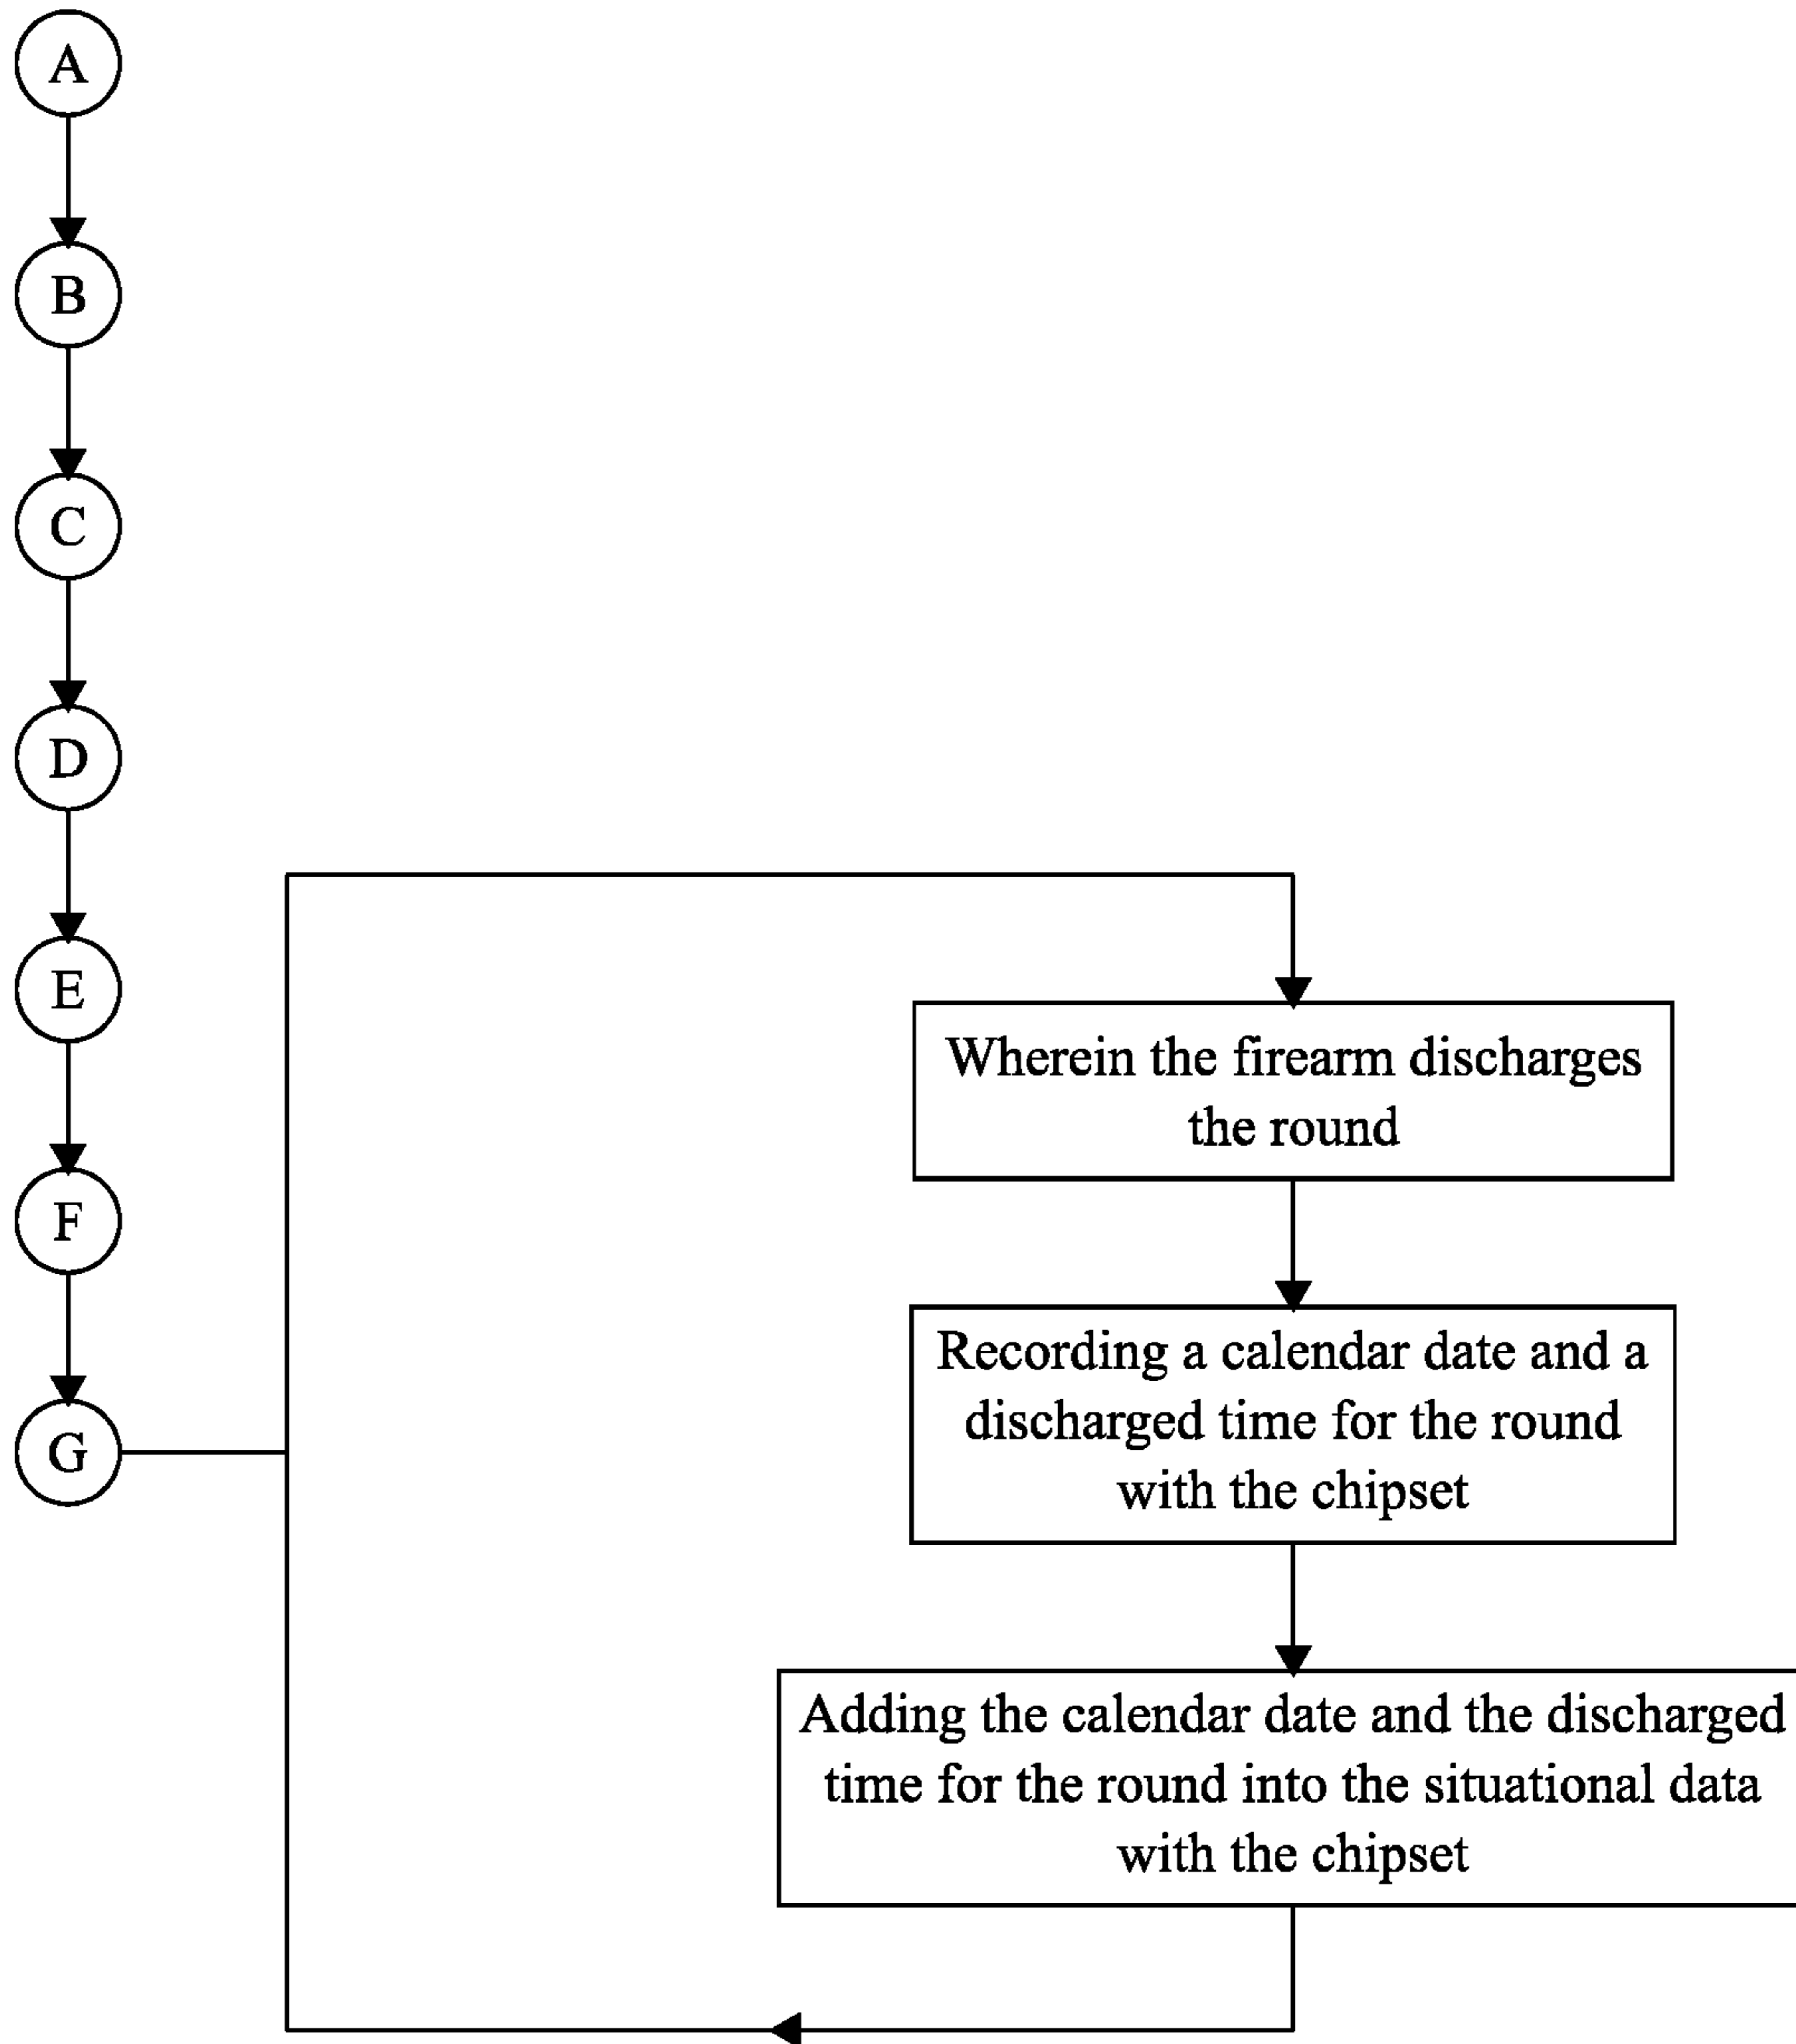 A
B
C
D
E
F
G
Wherein the firearm discharges
the round
Recording a calendar date and a
discharged time for the round
with the chipset
Adding the calendar date and the discharged
time for the round into the situational data
with the chipset